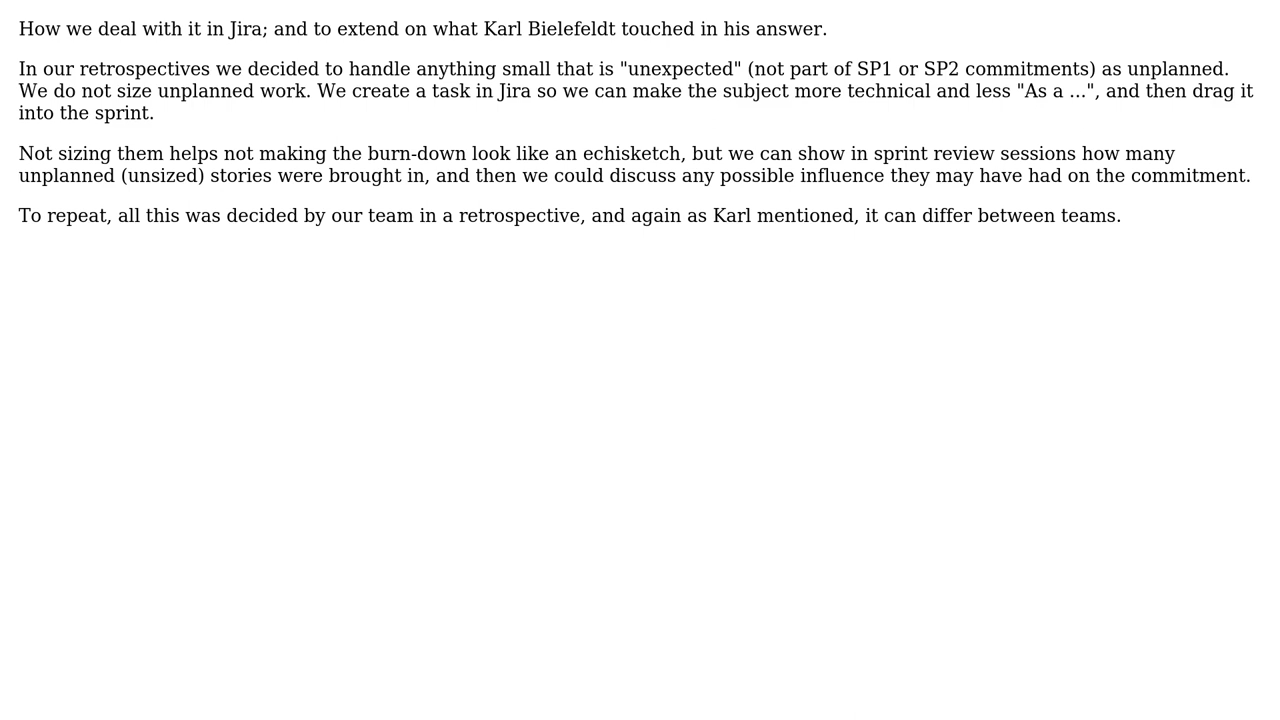 How we deal with it in Jira; and to extend on what Karl Bielefeldt touched in his answer.
In our retrospectives we decided to handle anything small that is "unexpected" (not part of SP1 or SP2 commitments) as unplanned.
We do not size unplanned work. We create a task in Jira so we can make the subject more technical and less "As a ...", and then drag it
into the sprint.
Not sizing them helps not making the burn-down look like an echisketch, but we can show in sprint review sessions how many
unplanned (unsized) stories were brought in, and then we could discuss any possible influence they may have had on the commitment.
To repeat, all this was decided by our team in a retrospective, and again as Karl mentioned, it can differ between teams.